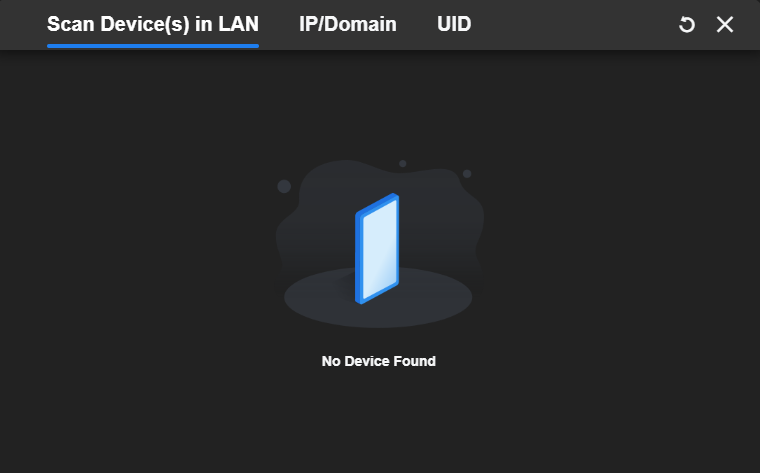 Scan Device(s) in LAN IP/Domain UID
No Device Found